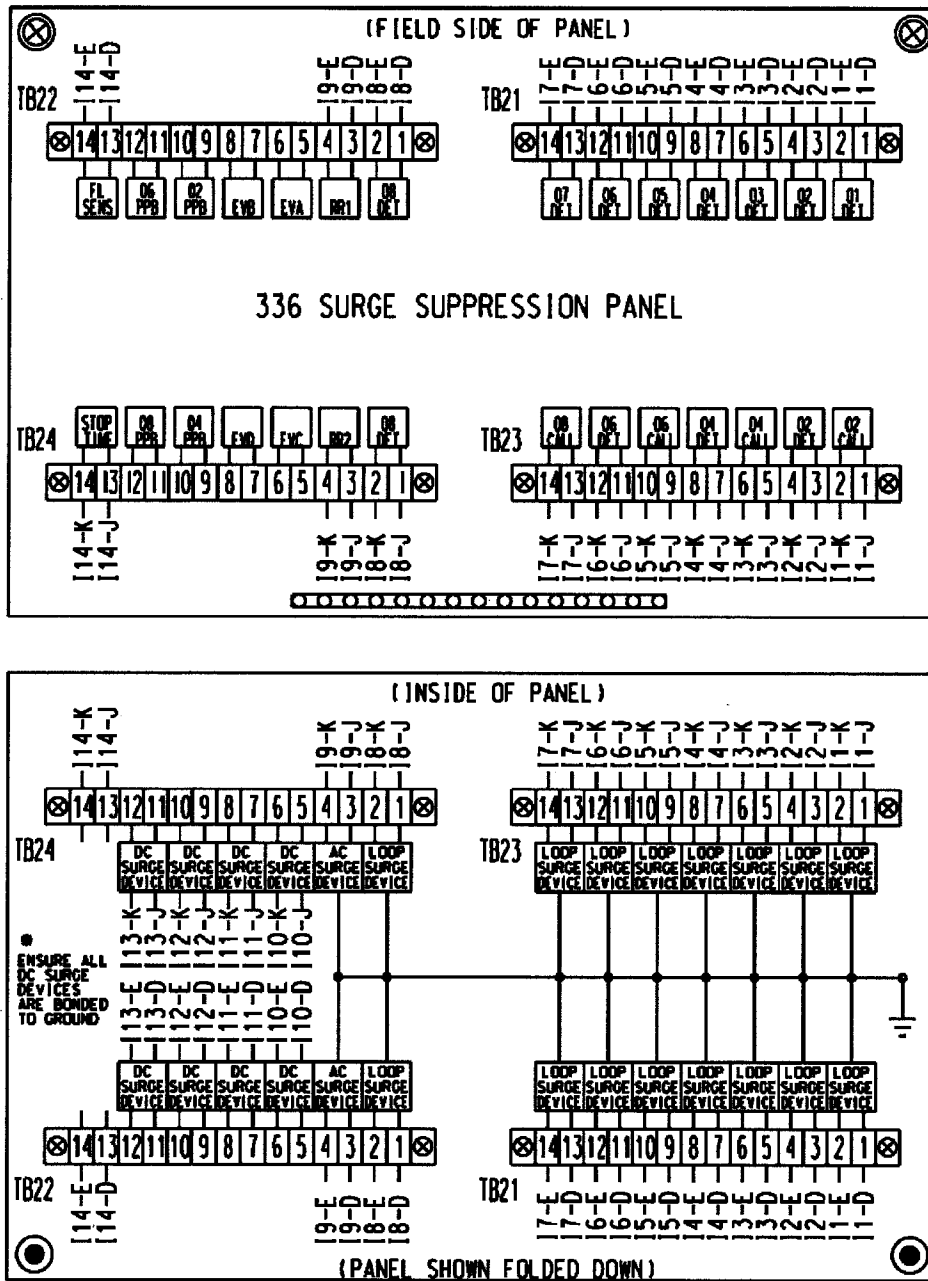 (FIELD SIDE OF PANEL)
I14-E I14-D I9-E I9-D I8-E I8-D I7-E I7-D I6-E I6-D I5-E I5-D I4-E I4-D I3-E I3-D I2-E I2-D I1-E I1-D
TB22 TB21
14 13 12 11 10 9 8 7 6 5 4 3 2 1 14 13 12 11 10 9 8 7 6 5 4 3 2 1
FL SENS 06 PPB 02 PPB EVB EVA RR1 08 DET 07 DET 06 DET 05 DET 04 DET 03 DET 02 DET 01 DET
336 SURGE SUPPRESSION PANEL
STOP TIME 08 PPB 04 PPB EVD EVC RR2 08 DET 08 CALL 06 DET 06 CALL 04 DET 04 CALL 02 DET 02 CALL
TB24 TB23
14 13 12 11 10 9 8 7 6 5 4 3 2 1 14 13 12 11 10 9 8 7 6 5 4 3 2 1
I14-K I14-J I9-K I9-J I8-K I8-J I7-K I7-J I6-K I6-J I5-K I5-J I4-K I4-J I3-K I3-J I2-K I2-J I1-K I1-J
(INSIDE OF PANEL)
I14-K I14-J I9-K I9-J I8-K I8-J I7-K I7-J I6-K I6-J I5-K I5-J I4-K I4-J I3-K I3-J I2-K I2-J I1-K I1-J
14 13 12 11 10 9 8 7 6 5 4 3 2 1 14 13 12 11 10 9 8 7 6 5 4 3 2 1
TB24 TB23
DC DC DC DC AC LOOP LOOP LOOP LOOP LOOP LOOP LOOP LOOP
SURGE SURGE SURGE SURGE SURGE SURGE SURGE SURGE SURGE SURGE SURGE SURGE SURGE
DEVICE DEVICE DEVICE DEVICE DEVICE DEVICE DEVICE DEVICE DEVICE DEVICE DEVICE DEVICE DEVICE
I13-K I13-J I12-K I12-J I11-K I11-J I10-K I10-J
ENSURE ALL
DC SURGE
DEVICES
ARE BONDED
TO GROUND
I13-E I13-D I12-E I12-D I11-E I11-D I10-E I10-D
DC DC DC DC AC LOOP LOOP LOOP LOOP LOOP LOOP LOOP LOOP
SURGE SURGE SURGE SURGE SURGE SURGE SURGE SURGE SURGE SURGE SURGE SURGE SURGE
DEVICE DEVICE DEVICE DEVICE DEVICE DEVICE DEVICE DEVICE DEVICE DEVICE DEVICE DEVICE DEVICE
14 13 12 11 10 9 8 7 6 5 4 3 2 1 14 13 12 11 10 9 8 7 6 5 4 3 2 1
TB22 TB21
I14-E I14-D I9-E I9-D I8-E I8-D I7-E I7-D I6-E I6-D I5-E I5-D I4-E I4-D I3-E I3-D I2-E I2-D I1-E I1-D
(PANEL SHOWN FOLDED DOWN)